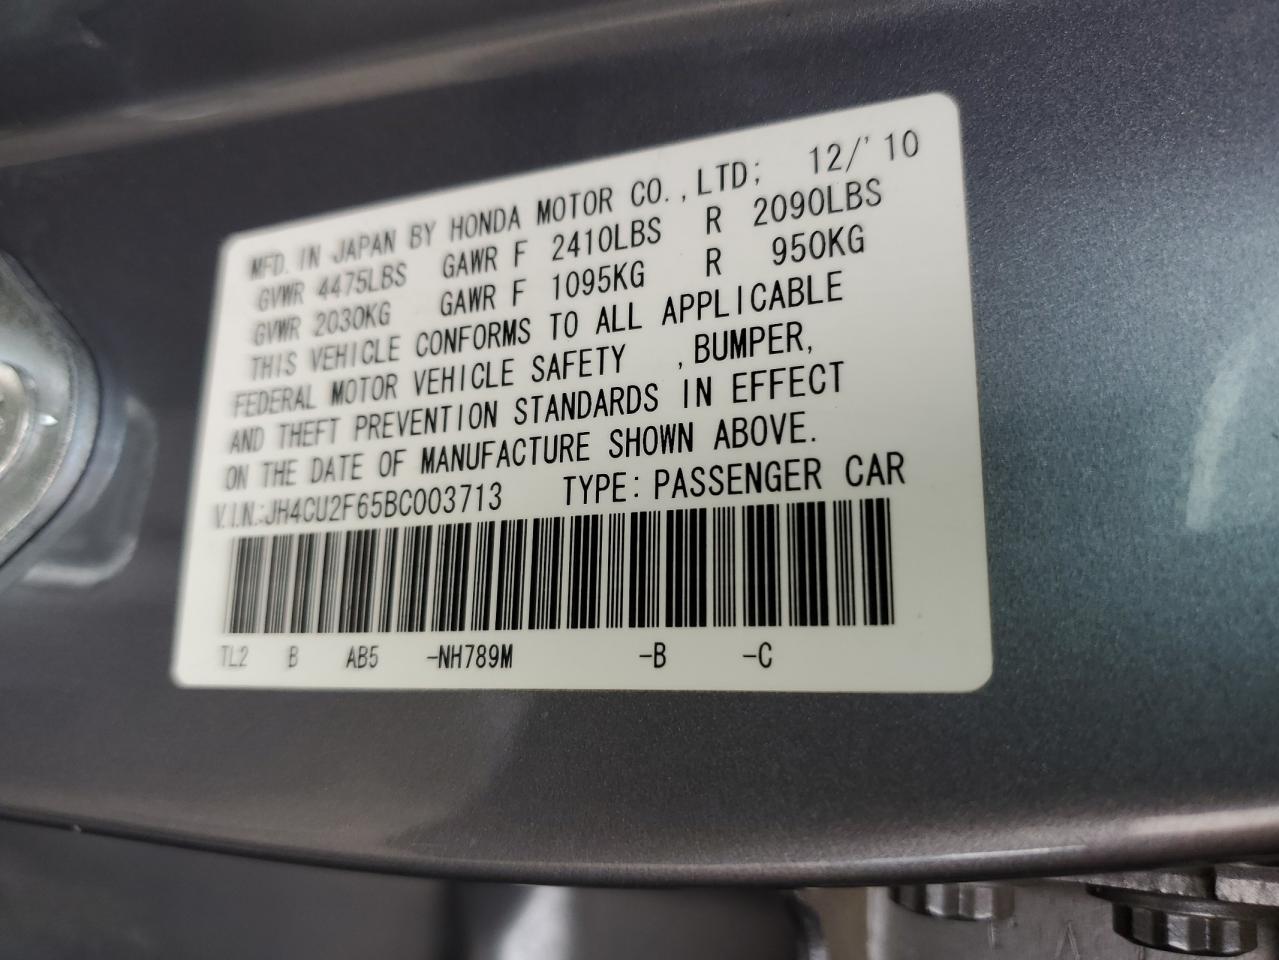 MFD. IN JAPAN BY HONDA MOTOR CO.,LTD; 12/'10
GVWR 4475LBS GAWR F 2410LBS R 2090LBS
GVWR 2030KG GAWR F 1095KG R 950KG
THIS VEHICLE CONFORMS TO ALL APPLICABLE
FEDERAL MOTOR VEHICLE SAFETY ,BUMPER,
AND THEFT PREVENTION STANDARDS IN EFFECT
ON THE DATE OF MANUFACTURE SHOWN ABOVE.
V.I.N.:JH4CU2F65BC003713 TYPE: PASSENGER CAR
TL2 B AB5 -NH789M -B -C